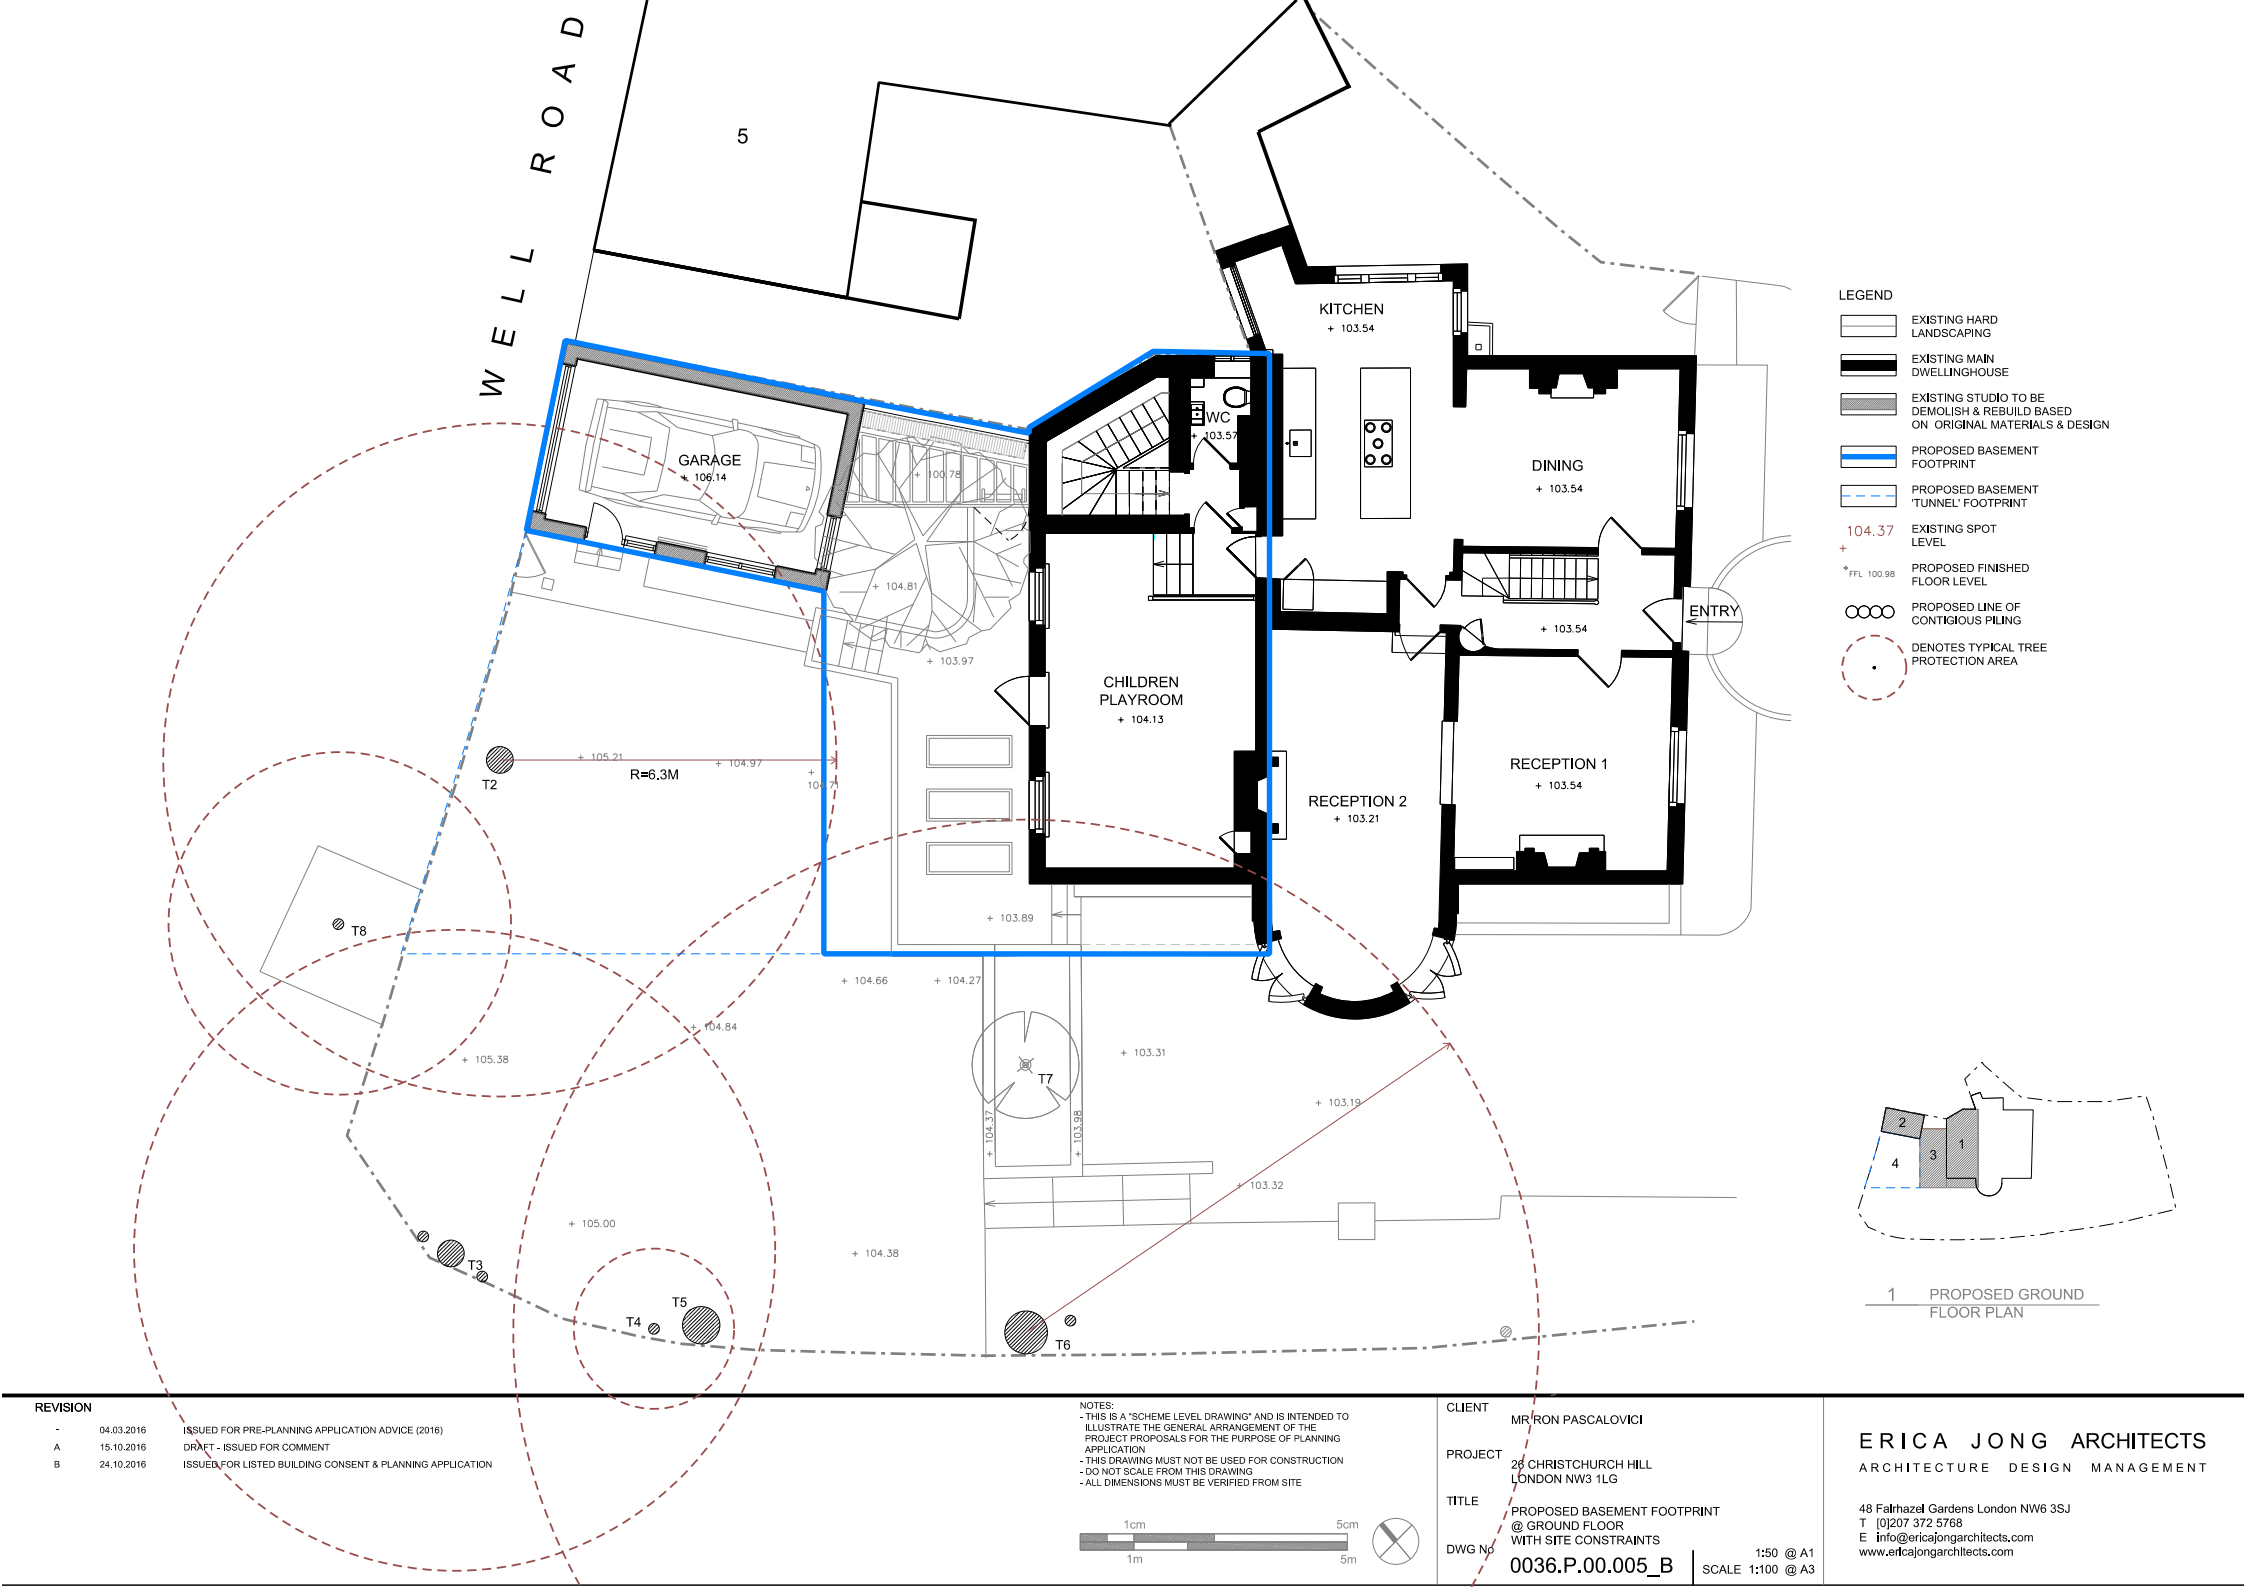 WELL ROAD
5
KITCHEN
+ 103.54
WC
+ 103.57
GARAGE
+ 106.14
+ 100.78
DINING
+ 103.54
+ 104.81
ENTRY
+ 103.54
+ 103.97
CHILDREN
PLAYROOM
+ 104.13
+ 105.21
+ 104.97
+
104.71
R=6.3M
T2
RECEPTION 1
+ 103.54
RECEPTION 2
+ 103.21
T8
+ 103.89
+ 104.66
+ 104.27
+ 104.84
+ 105.38
+ 103.31
T7
+ 103.19
+ 104.37
+ 103.98
+ 103.32
+ 105.00
+ 104.38
T3
T5
T4
T6
LEGEND
EXISTING HARD
LANDSCAPING
EXISTING MAIN
DWELLINGHOUSE
EXISTING STUDIO TO BE
DEMOLISH & REBUILD BASED
ON ORIGINAL MATERIALS & DESIGN
PROPOSED BASEMENT
FOOTPRINT
PROPOSED BASEMENT
'TUNNEL' FOOTPRINT
104.37
+
EXISTING SPOT
LEVEL
+FFL 100.98
PROPOSED FINISHED
FLOOR LEVEL
PROPOSED LINE OF
CONTIGIOUS PILING
DENOTES TYPICAL TREE
PROTECTION AREA
2
1
3
4
1 PROPOSED GROUND
FLOOR PLAN
REVISION
- 04.03.2016 ISSUED FOR PRE-PLANNING APPLICATION ADVICE (2016)
A 15.10.2016 DRAFT - ISSUED FOR COMMENT
B 24.10.2016 ISSUED FOR LISTED BUILDING CONSENT & PLANNING APPLICATION
NOTES:
- THIS IS A "SCHEME LEVEL DRAWING" AND IS INTENDED TO
ILLUSTRATE THE GENERAL ARRANGEMENT OF THE
PROJECT PROPOSALS FOR THE PURPOSE OF PLANNING
APPLICATION
- THIS DRAWING MUST NOT BE USED FOR CONSTRUCTION
- DO NOT SCALE FROM THIS DRAWING
- ALL DIMENSIONS MUST BE VERIFIED FROM SITE
1cm 5cm
1m 5m
CLIENT
MR RON PASCALOVICI
PROJECT
26 CHRISTCHURCH HILL
LONDON NW3 1LG
TITLE
PROPOSED BASEMENT FOOTPRINT
@ GROUND FLOOR
WITH SITE CONSTRAINTS
DWG No
0036.P.00.005_B
1:50 @ A1
SCALE 1:100 @ A3
ERICA JONG ARCHITECTS
ARCHITECTURE DESIGN MANAGEMENT
48 Fairhazel Gardens London NW6 3SJ
T [0]207 372 5768
E info@ericajongarchitects.com
www.ericajongarchitects.com